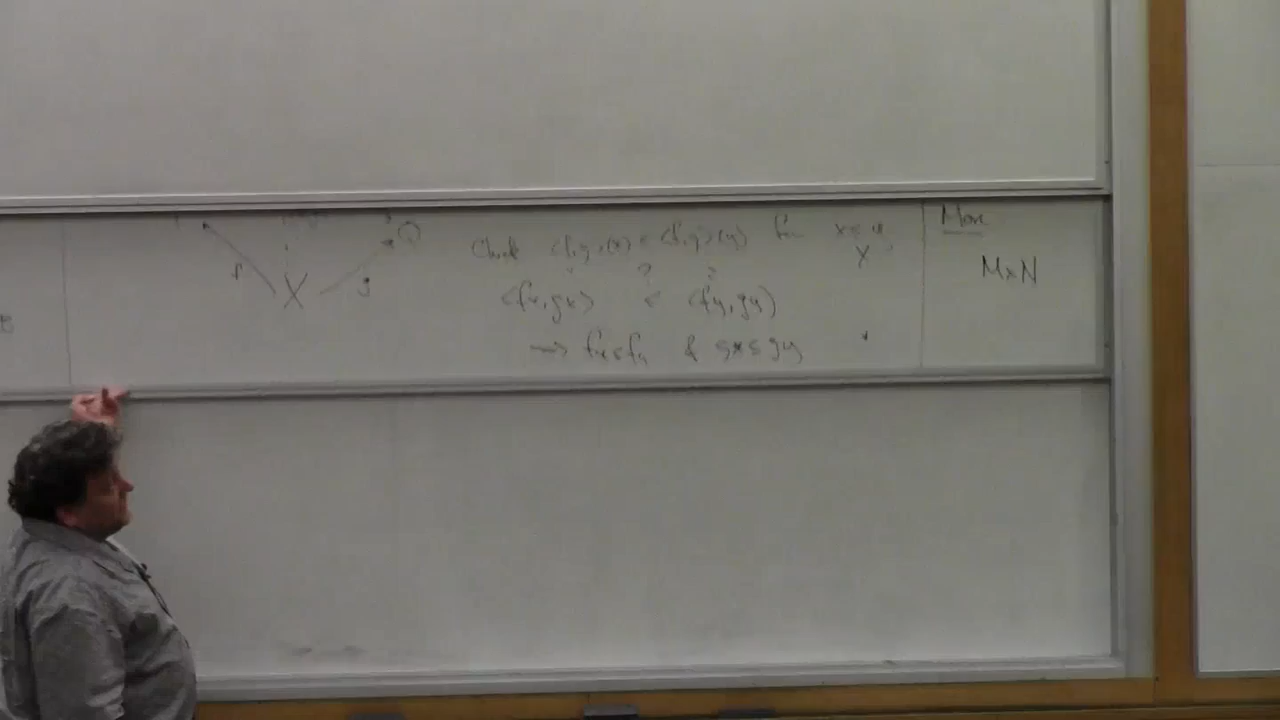 Q
f
g
X
Check <f,g>(x) ≤ <f,g>(y) for x ≤ y
X
? ?
<fx,gx> ≤ <fy,gy>
⟹ fx ≤ fy & gx ≤ gy
Mon
M×N